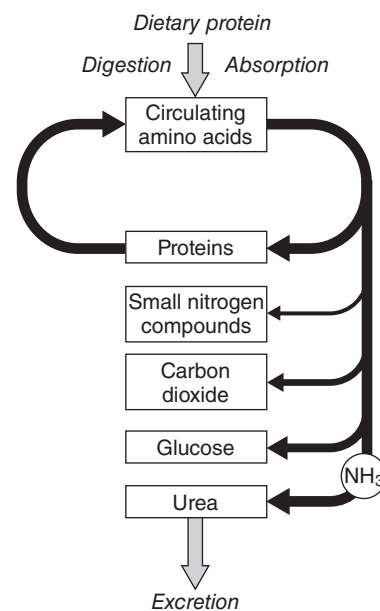 Dietary protein
Digestion Absorption
Circulating
amino acids
Proteins
Small nitrogen
compounds
Carbon
dioxide
Glucose
NH3
Urea
Excretion